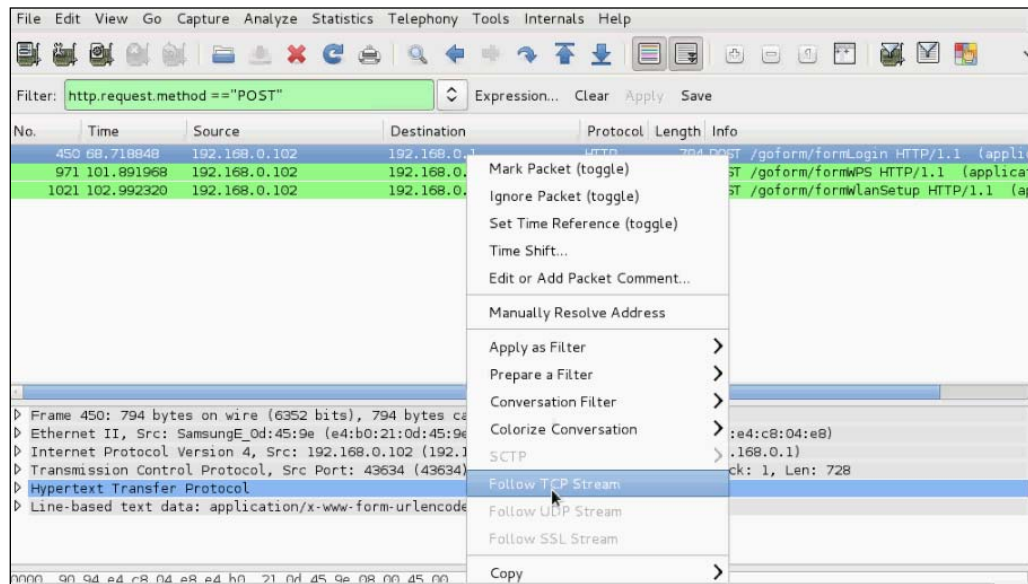 File Edit View Go Capture Analyze Statistics Telephony Tools Internals Help
Filter: http.request.method =="POST" Expression... Clear Apply Save
No. Time Source Destination Protocol Length Info
450 68.718848 192.168.0.102 192.168.0.1 HTTP 794 POST /goform/formLogin HTTP/1.1 (appli
971 101.891968 192.168.0.102 192.168.0. ST /goform/formWPS HTTP/1.1 (applica
1021 102.992320 192.168.0.102 192.168.0. ST /goform/formWlanSetup HTTP/1.1 (ap
Mark Packet (toggle)
Ignore Packet (toggle)
Set Time Reference (toggle)
Time Shift...
Edit or Add Packet Comment...
Manually Resolve Address
Apply as Filter
Prepare a Filter
Conversation Filter
Colorize Conversation
SCTP
Follow TCP Stream
Follow UDP Stream
Follow SSL Stream
Copy
Frame 450: 794 bytes on wire (6352 bits), 794 bytes ca
Ethernet II, Src: SamsungE_0d:45:9e (e4:b0:21:0d:45:9e :e4:c8:04:e8)
Internet Protocol Version 4, Src: 192.168.0.102 (192.1 .168.0.1)
Transmission Control Protocol, Src Port: 43634 (43634) ck: 1, Len: 728
Hypertext Transfer Protocol
Line-based text data: application/x-www-form-urlencode
0000 90 94 e4 c8 04 e8 e4 b0 21 0d 45 9e 08 00 45 00